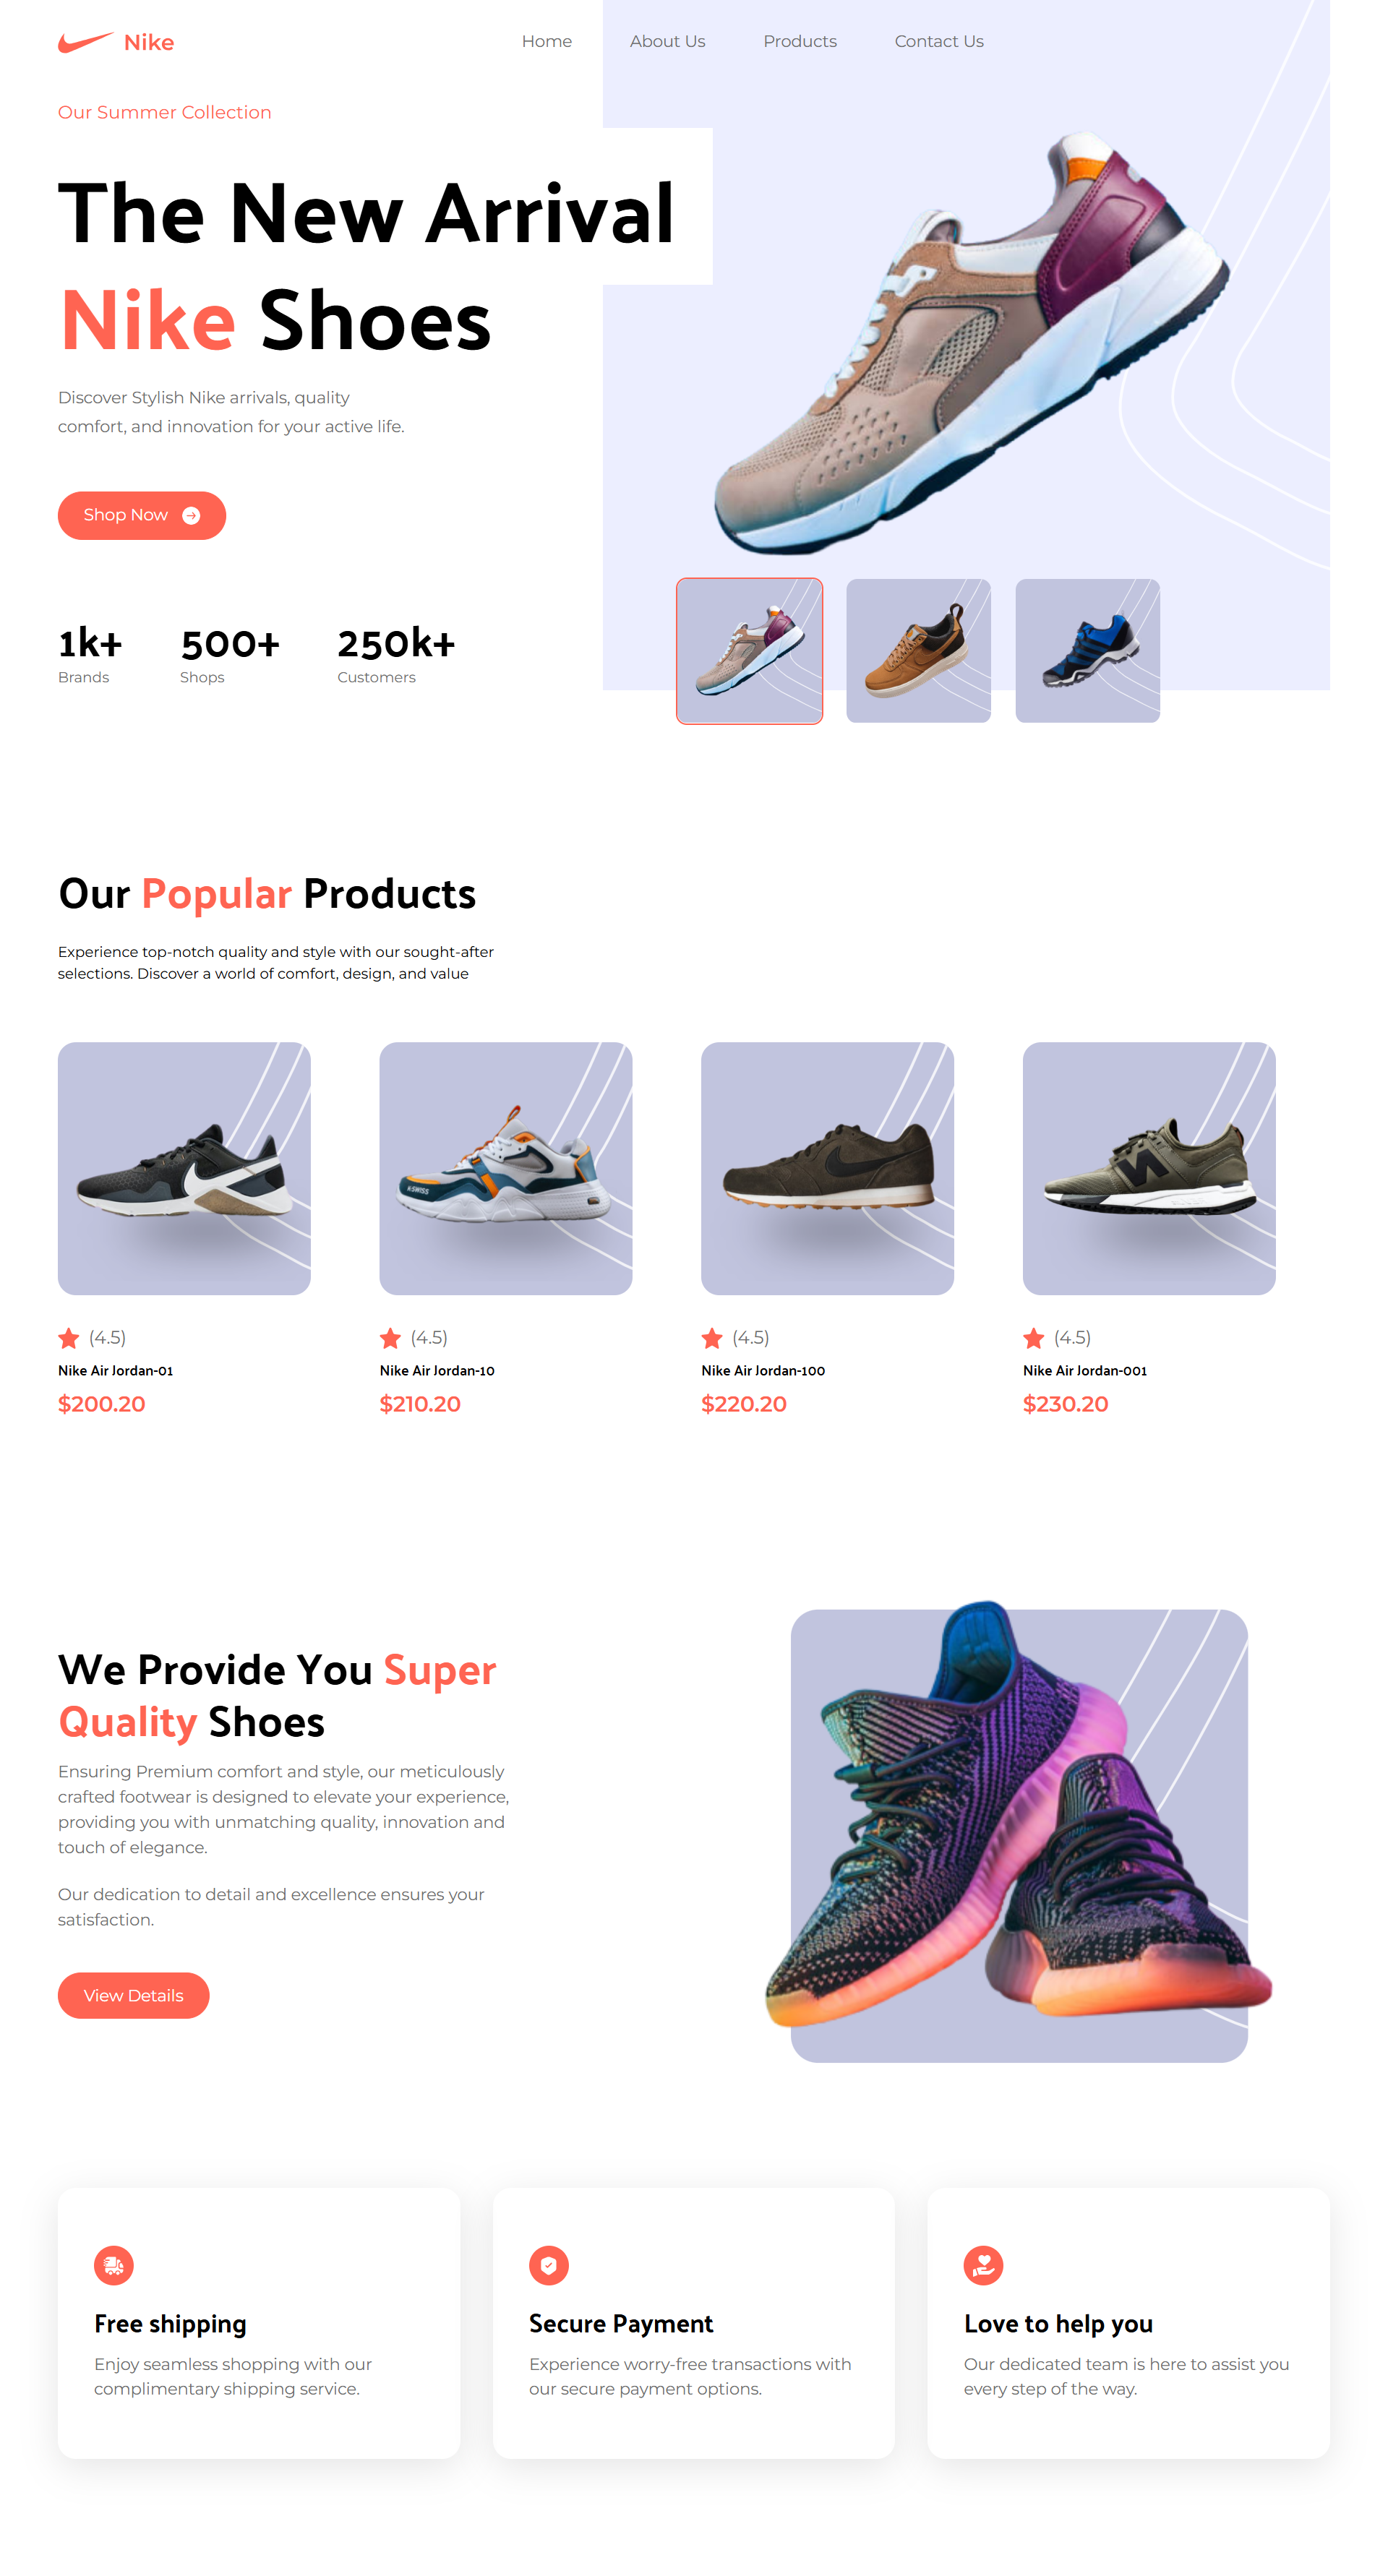 Nike
Home
About Us
Products
Contact Us
Our Summer Collection
The New Arrival
Nike Shoes
Discover Stylish Nike arrivals, quality
comfort, and innovation for your active life.
Shop Now
1k+
500+
250k+
Brands
Shops
Customers
Our Popular Products
Experience top-notch quality and style with our sought-after
selections. Discover a world of comfort, design, and value
K-SWISS
N
(4.5)
(4.5)
(4.5)
(4.5)
Nike Air Jordan-01
Nike Air Jordan-10
Nike Air Jordan-100
Nike Air Jordan-001
$200.20
$210.20
$220.20
$230.20
We Provide You Super
Quality Shoes
Ensuring Premium comfort and style, our meticulously
crafted footwear is designed to elevate your experience,
providing you with unmatching quality, innovation and
touch of elegance.
Our dedication to detail and excellence ensures your
satisfaction.
View Details
Free shipping
Enjoy seamless shopping with our
complimentary shipping service.
Secure Payment
Experience worry-free transactions with
our secure payment options.
Love to help you
Our dedicated team is here to assist you
every step of the way.